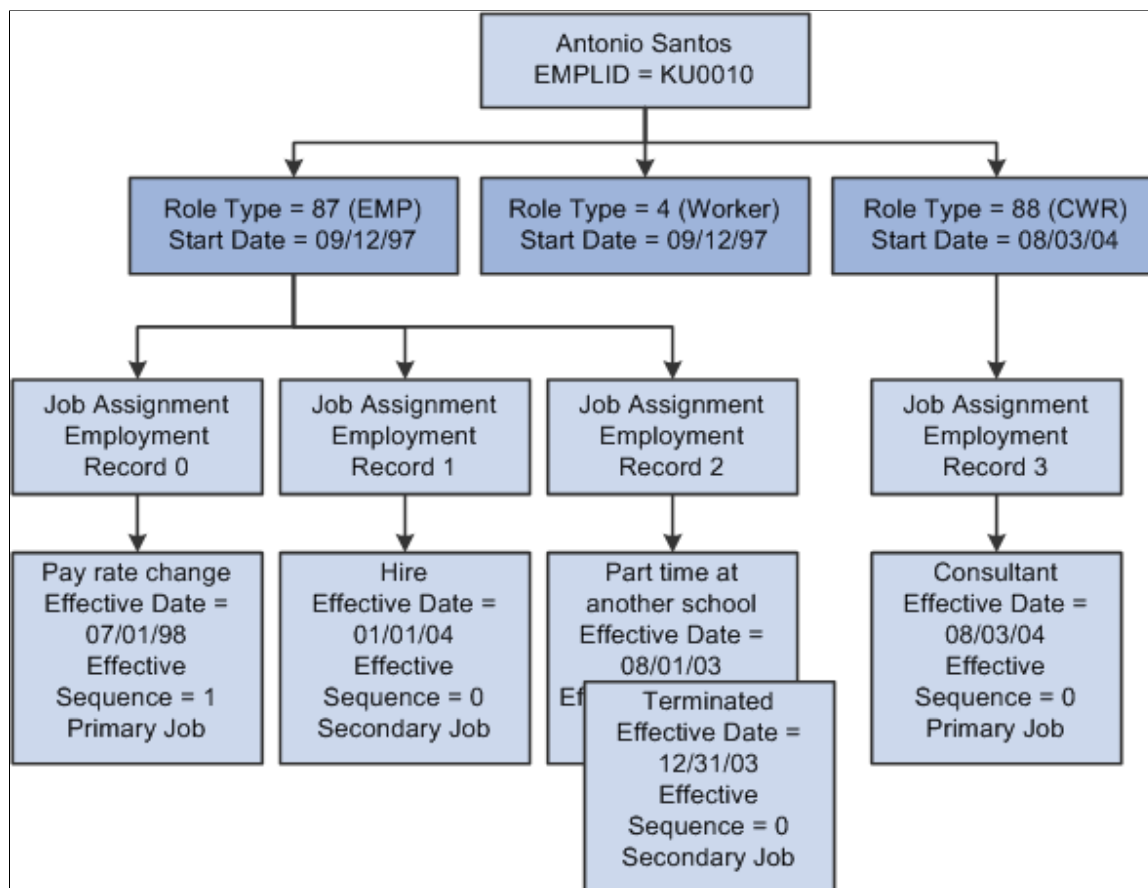 Antonio Santos
EMPLID = KU0010
Role Type = 87 (EMP)
Start Date = 09/12/97
Role Type = 4 (Worker)
Start Date = 09/12/97
Role Type = 88 (CWR)
Start Date = 08/03/04
Job Assignment
Employment
Record 0
Job Assignment
Employment
Record 1
Job Assignment
Employment
Record 2
Job Assignment
Employment
Record 3
Pay rate change
Effective Date =
07/01/98
Effective
Sequence = 1
Primary Job
Hire
Effective Date =
01/01/04
Effective
Sequence = 0
Secondary Job
Part time at
another school
Effective Date =
08/01/03
Terminated
Effective Date =
12/31/03
Effective
Sequence = 0
Secondary Job
Consultant
Effective Date =
08/03/04
Effective
Sequence = 0
Primary Job